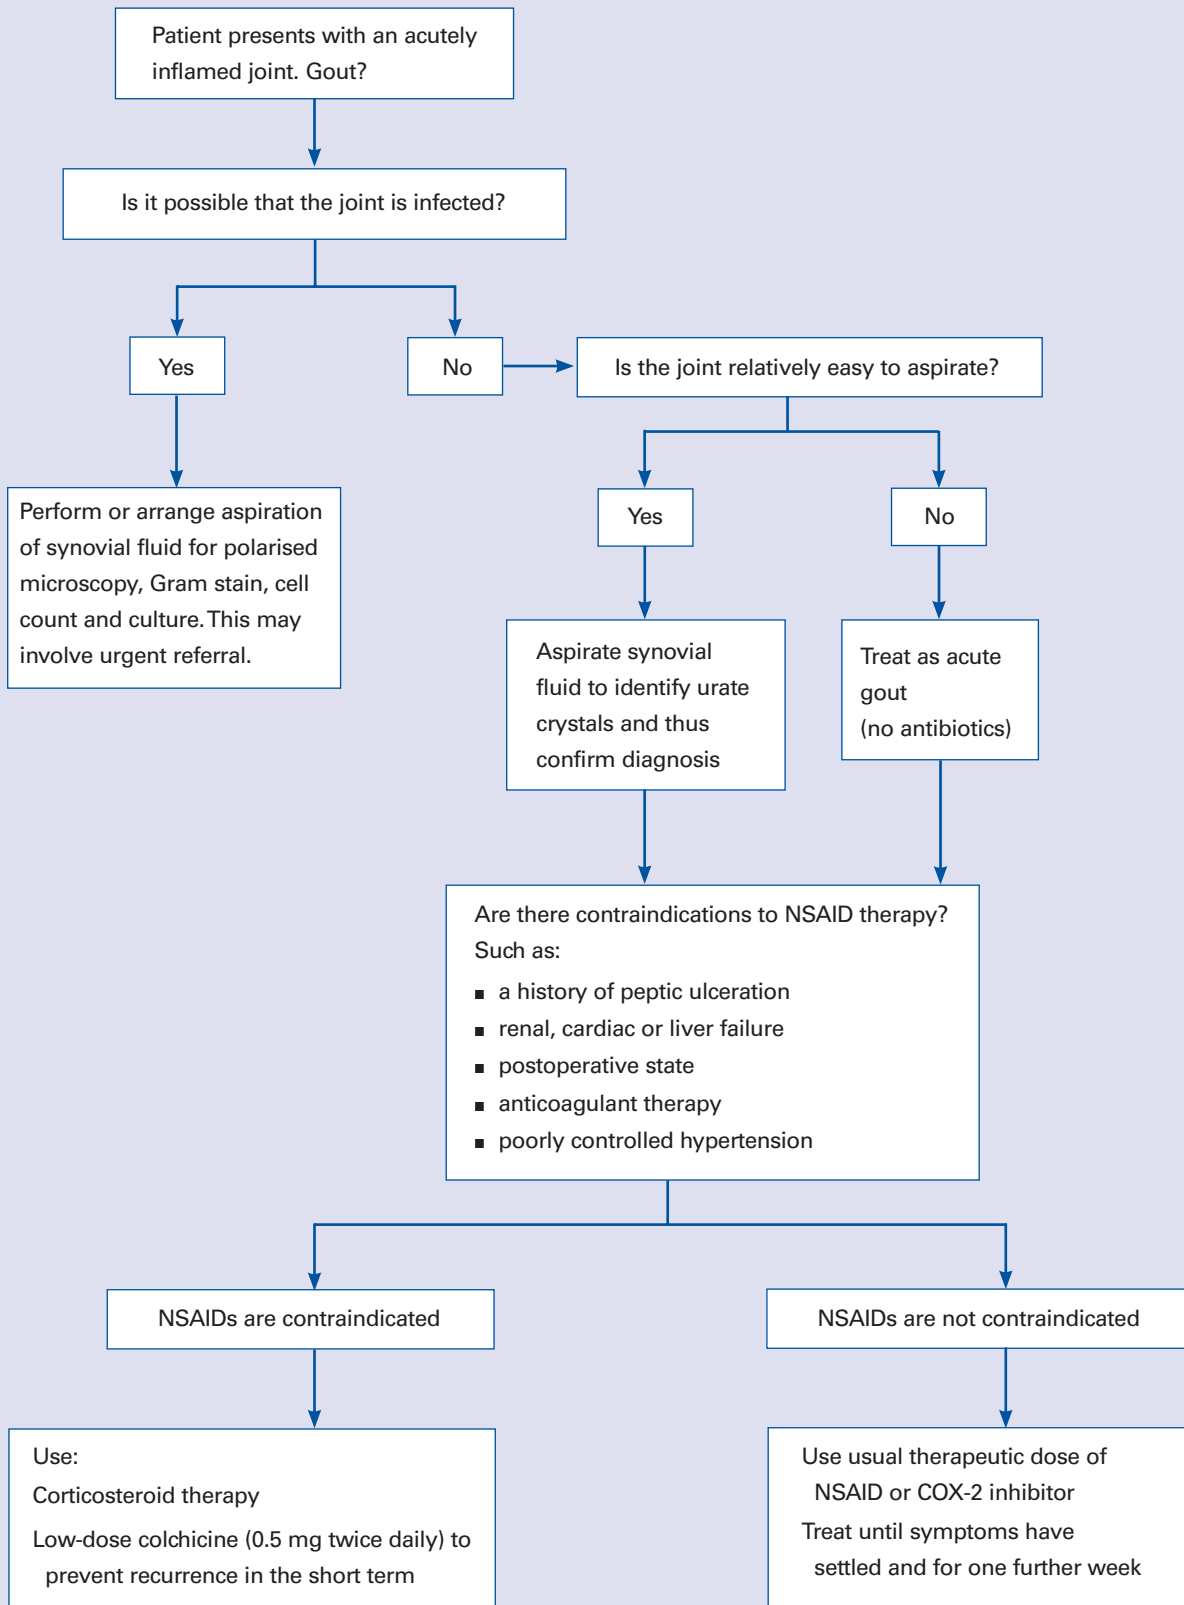 Patient presents with an acutely
inflamed joint. Gout?
Is it possible that the joint is infected?
Yes
No
Is the joint relatively easy to aspirate?
Perform or arrange aspiration
of synovial fluid for polarised
microscopy, Gram stain, cell
count and culture. This may
involve urgent referral.
Yes
No
Aspirate synovial
fluid to identify urate
crystals and thus
confirm diagnosis
Treat as acute
gout
(no antibiotics)
Are there contraindications to NSAID therapy?
Such as:
■ a history of peptic ulceration
■ renal, cardiac or liver failure
■ postoperative state
■ anticoagulant therapy
■ poorly controlled hypertension
NSAIDs are contraindicated
NSAIDs are not contraindicated
Use:
Corticosteroid therapy
Low-dose colchicine (0.5 mg twice daily) to
prevent recurrence in the short term
Use usual therapeutic dose of
NSAID or COX-2 inhibitor
Treat until symptoms have
settled and for one further week